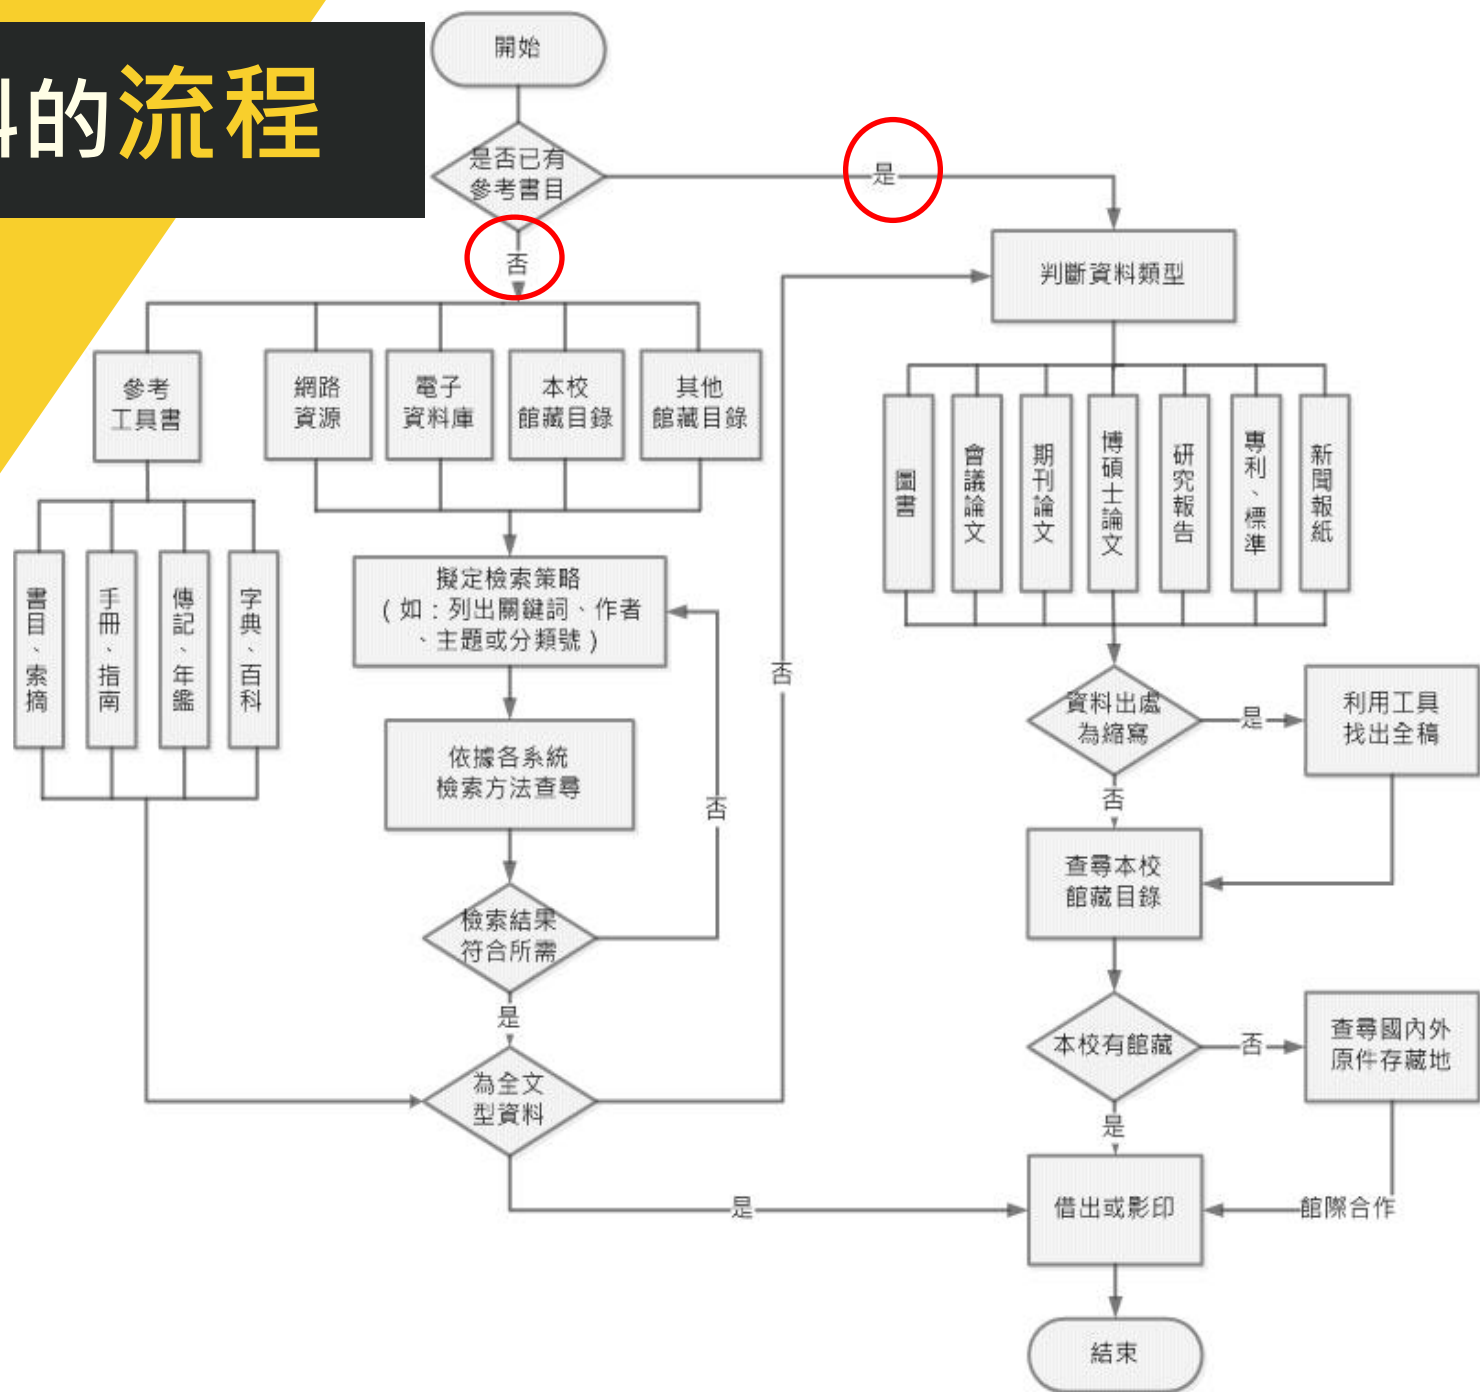 料的流程
開始
是否已有
參考書目
是
否
判斷資料類型
參考
工具書
網路
資源
電子
資料庫
本校
館藏目錄
其他
館藏目錄
圖書
會議論文
期刊論文
博碩士論文
研究報告
專利、標準
新聞報紙
書目、索摘
手冊、指南
傳記、年鑑
字典、百科
擬定檢索策略
(如：列出關鍵詞、作者
、主題或分類號)
否
否
資料出處
為縮寫
是
利用工具
找出全稿
否
依據各系統
檢索方法查尋
查尋本校
館藏目錄
檢索結果
符合所需
是
本校有館藏
否
查尋國內外
原件存藏地
為全文
型資料
是
是
借出或影印
館際合作
結束